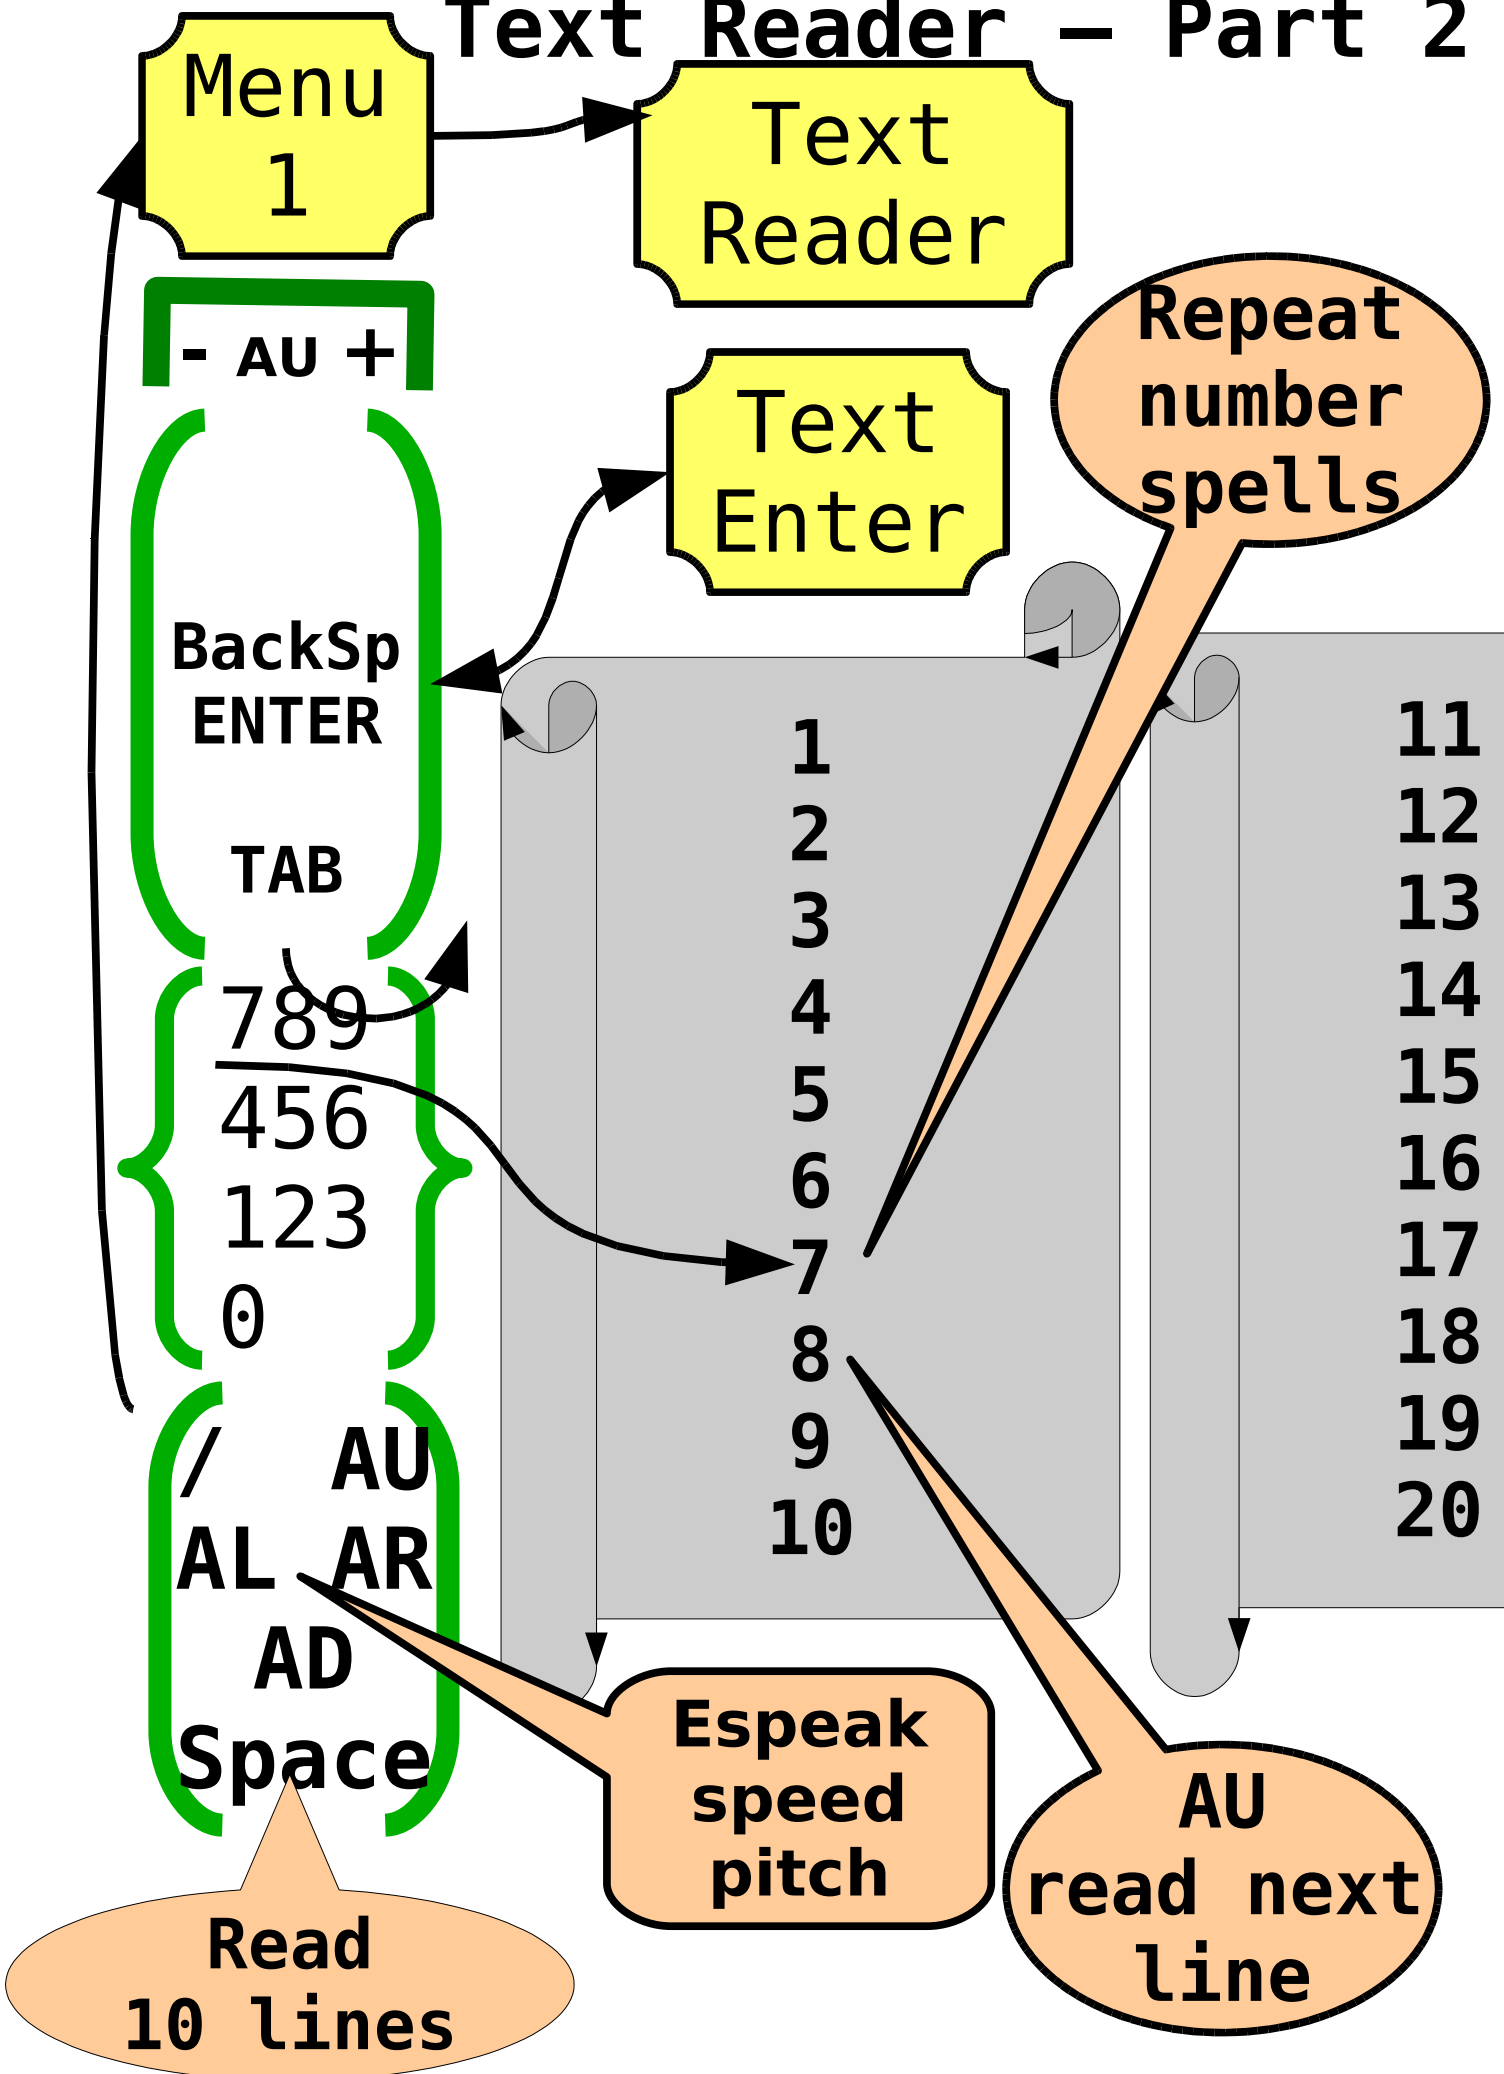 Text Reader – Part 2
Menu
1
Text
Reader
- AU +
Text
Enter
Repeat
number
spells
BackSp
ENTER
TAB
789
456
123
0
/ AU
AL AR
AD
Space
1
2
3
4
5
6
7
8
9
10
11
12
13
14
15
16
17
18
19
20
Espeak
speed
pitch
AU
read next
line
Read
10 lines